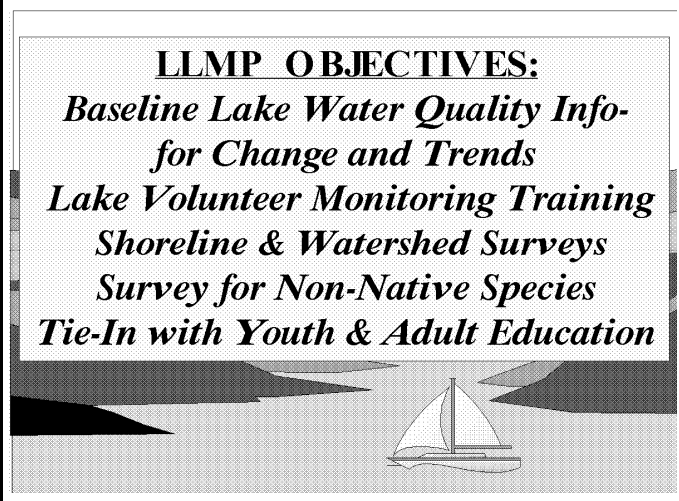 LLMP OBJECTIVES:
Baseline Lake Water Quality Info-
for Change and Trends
Lake Volunteer Monitoring Training
Shoreline & Watershed Surveys
Survey for Non-Native Species
Tie-In with Youth & Adult Education